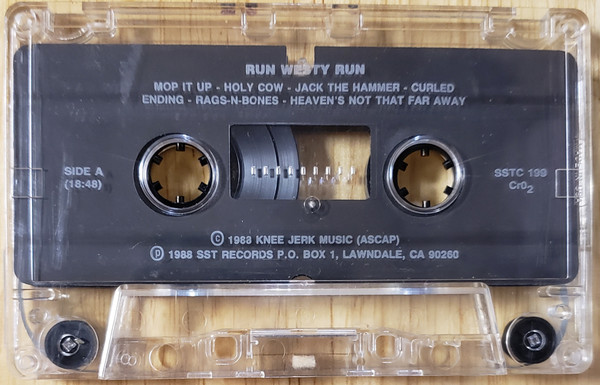 RUN WESTY RUN
MOP IT UP - HOLY COW - JACK THE HAMMER - CURLED
ENDING - RAGS-N-BONES - HEAVEN'S NOT THAT FAR AWAY
SIDE A
(18:48)
SSTC 199
CrO2
© 1988 KNEE JERK MUSIC (ASCAP)
℗ 1988 SST RECORDS P.O. BOX 1, LAWNDALE, CA 90260